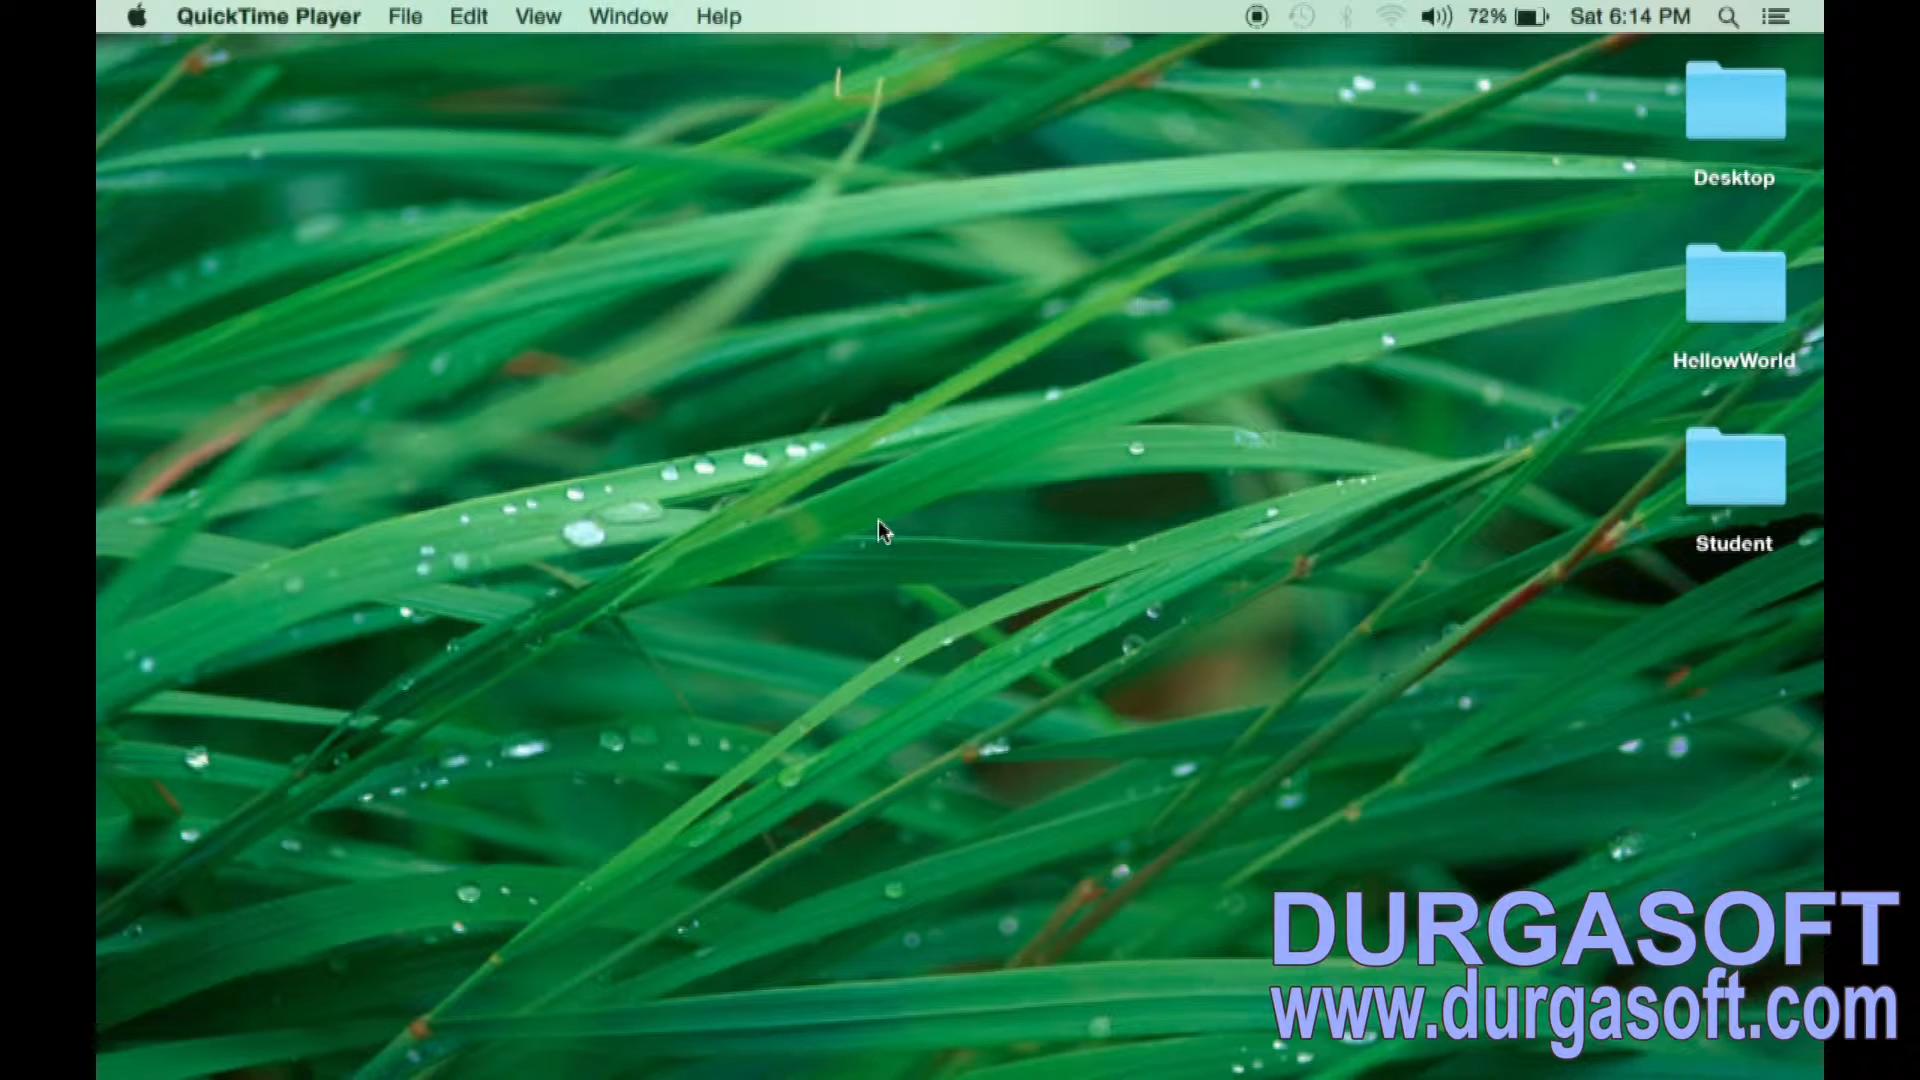 QuickTime Player File Edit View Window Help 72% Sat 6:14 PM
Desktop
HellowWorld
Student
DURGASOFT
www.durgasoft.com